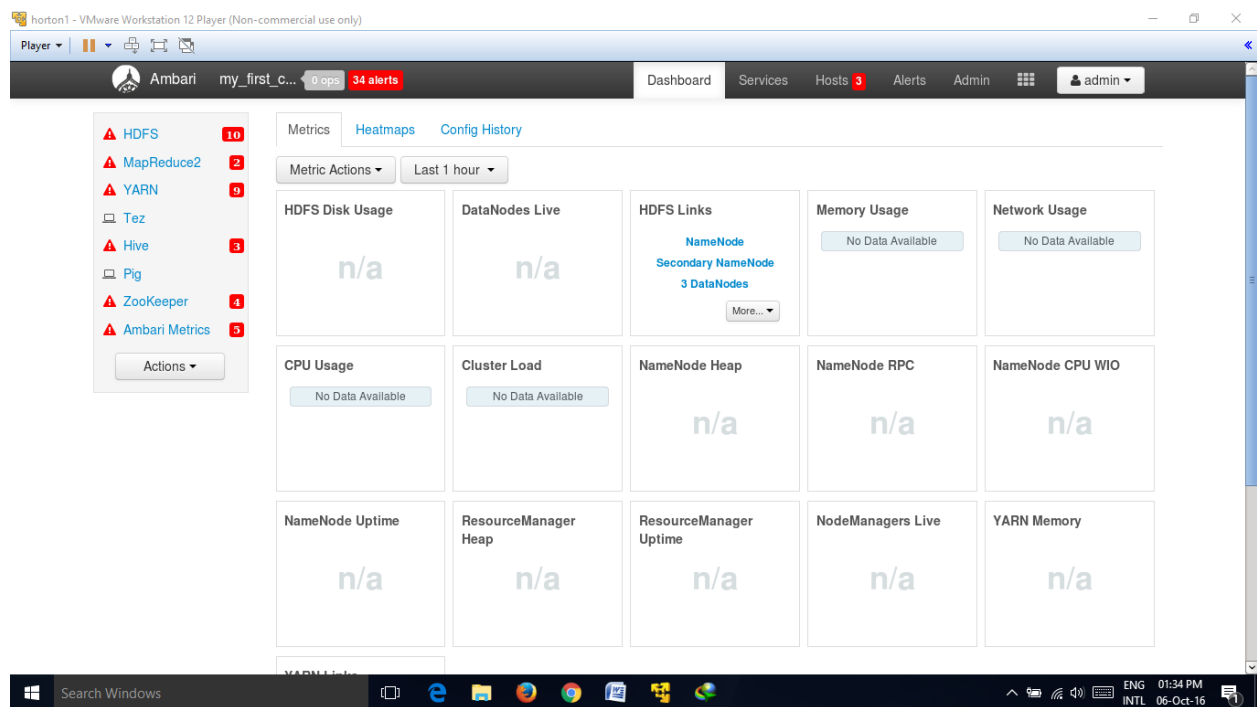 horton1 - VMware Workstation 12 Player (Non-commercial use only)
Player
Ambari my_first_c... 0 ops 34 alerts Dashboard Services Hosts 3 Alerts Admin admin
HDFS 10
MapReduce2 2
YARN 9
Tez
Hive 3
Pig
ZooKeeper 4
Ambari Metrics 5
Actions
Metrics Heatmaps Config History
Metric Actions Last 1 hour
HDFS Disk Usage
n/a
DataNodes Live
n/a
HDFS Links
NameNode
Secondary NameNode
3 DataNodes
More...
Memory Usage
No Data Available
Network Usage
No Data Available
CPU Usage
No Data Available
Cluster Load
No Data Available
NameNode Heap
n/a
NameNode RPC
n/a
NameNode CPU WIO
n/a
NameNode Uptime
n/a
ResourceManager
Heap
n/a
ResourceManager
Uptime
n/a
NodeManagers Live
n/a
YARN Memory
n/a
YARN Links
Search Windows
ENG
INTL
01:34 PM
06-Oct-16
1